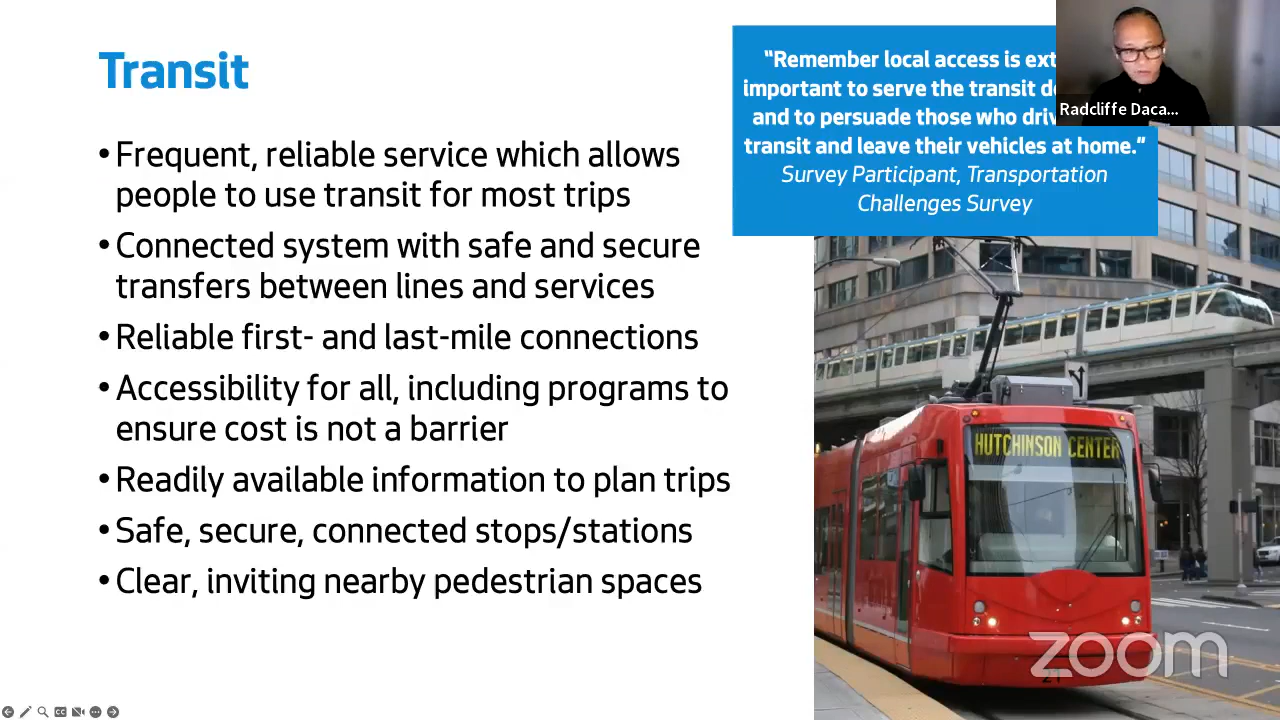 Transit
• Frequent, reliable service which allows
people to use transit for most trips
• Connected system with safe and secure
transfers between lines and services
• Reliable first- and last-mile connections
• Accessibility for all, including programs to
ensure cost is not a barrier
• Readily available information to plan trips
• Safe, secure, connected stops/stations
• Clear, inviting nearby pedestrian spaces
“Remember local access is
important to serve the transit
and to persuade those who
transit and leave their vehicles at home.”
Survey Participant, Transportation
Challenges Survey
Radcliffe Daca...
HUTCHINSON CENTER
zoom